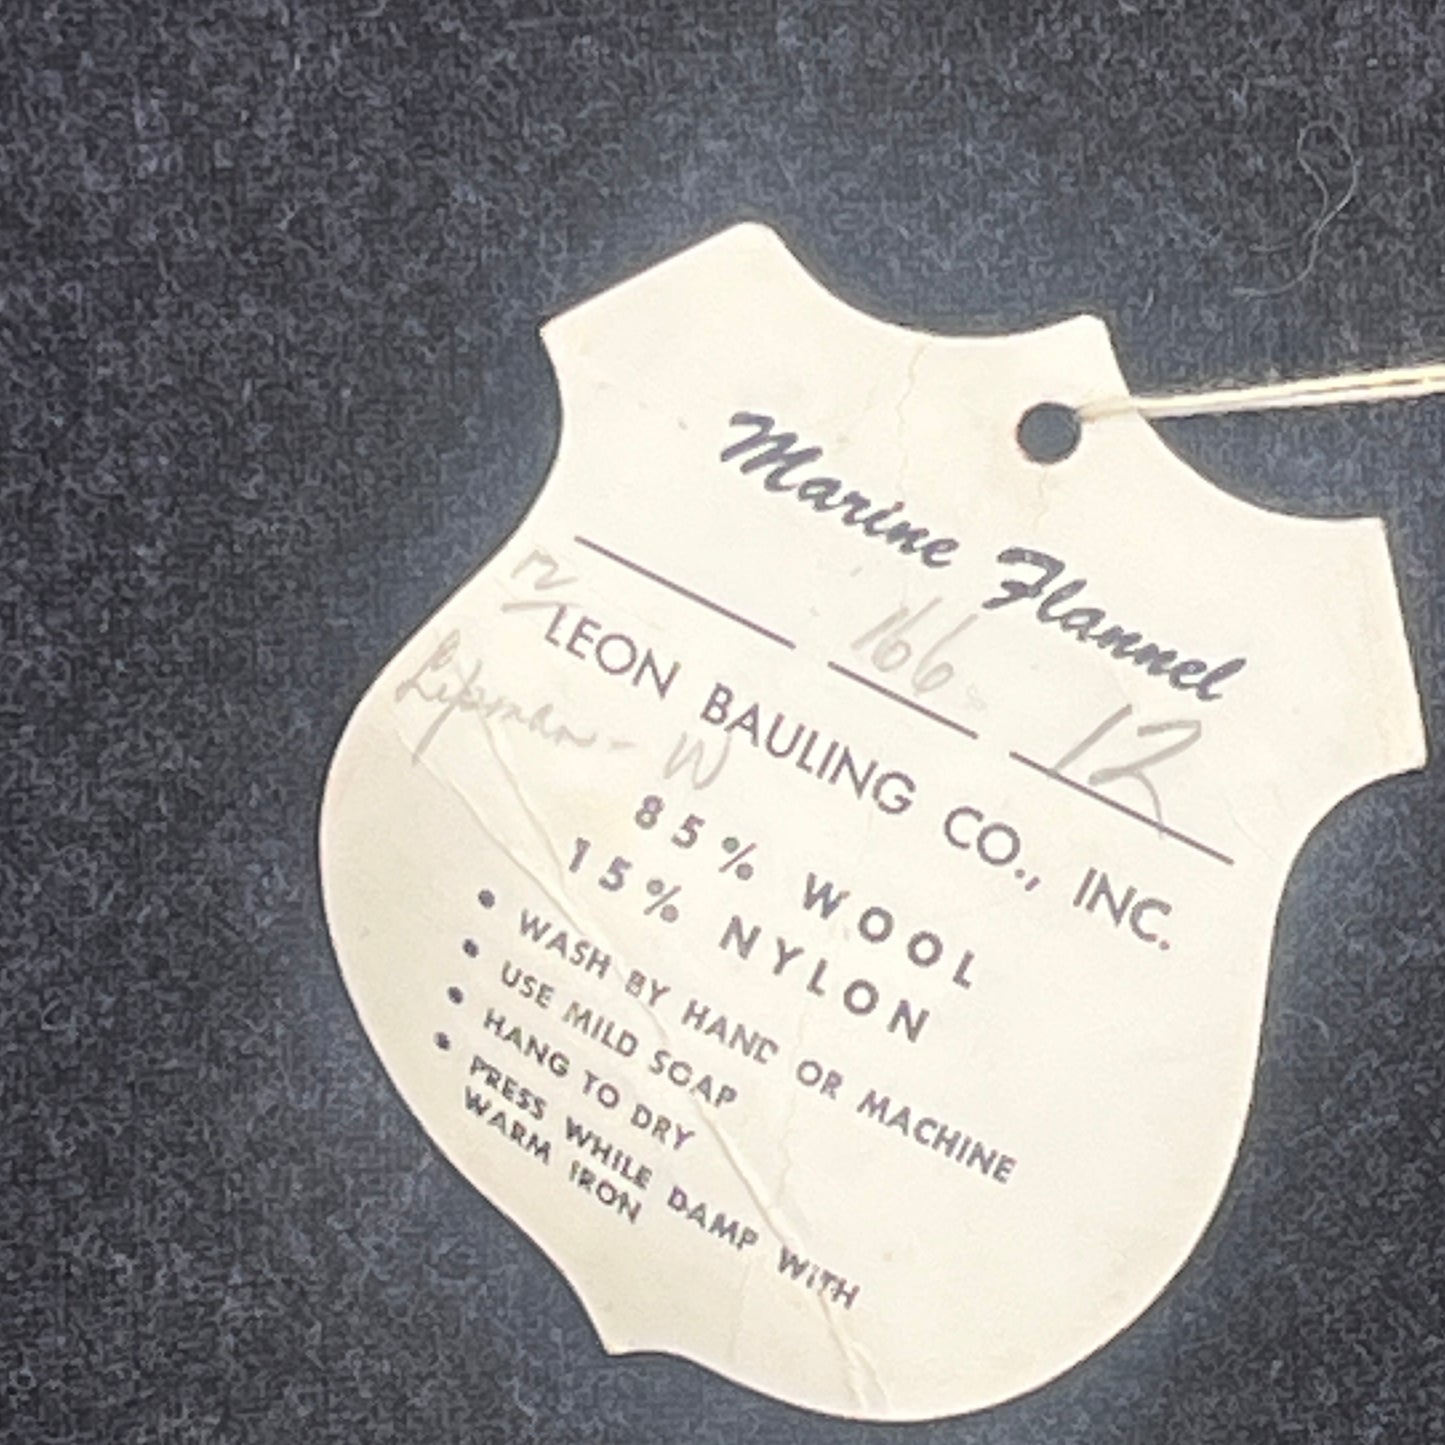 Marine Flannel
166 12
LEON BAULING CO., INC.
Lipman - W
85% WOOL
15% NYLON
• WASH BY HAND OR MACHINE
• USE MILD SOAP
• HANG TO DRY
• PRESS WHILE DAMP WITH
WARM IRON